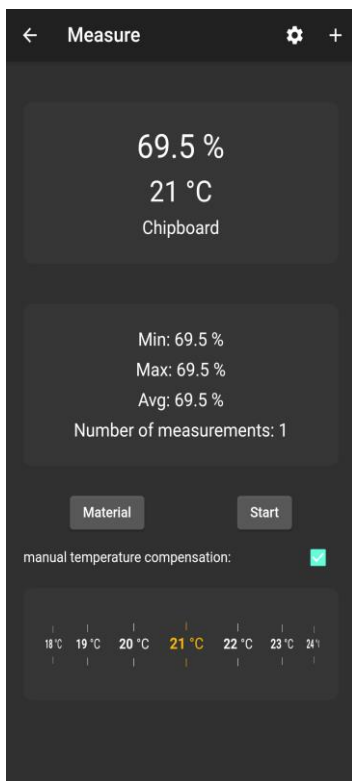 Measure
69.5 %
21 °C
Chipboard
Min: 69.5 %
Max: 69.5 %
Avg: 69.5 %
Number of measurements: 1
Material Start
manual temperature compensation:
18 °C 19 °C 20 °C 21 °C 22 °C 23 °C 24 °